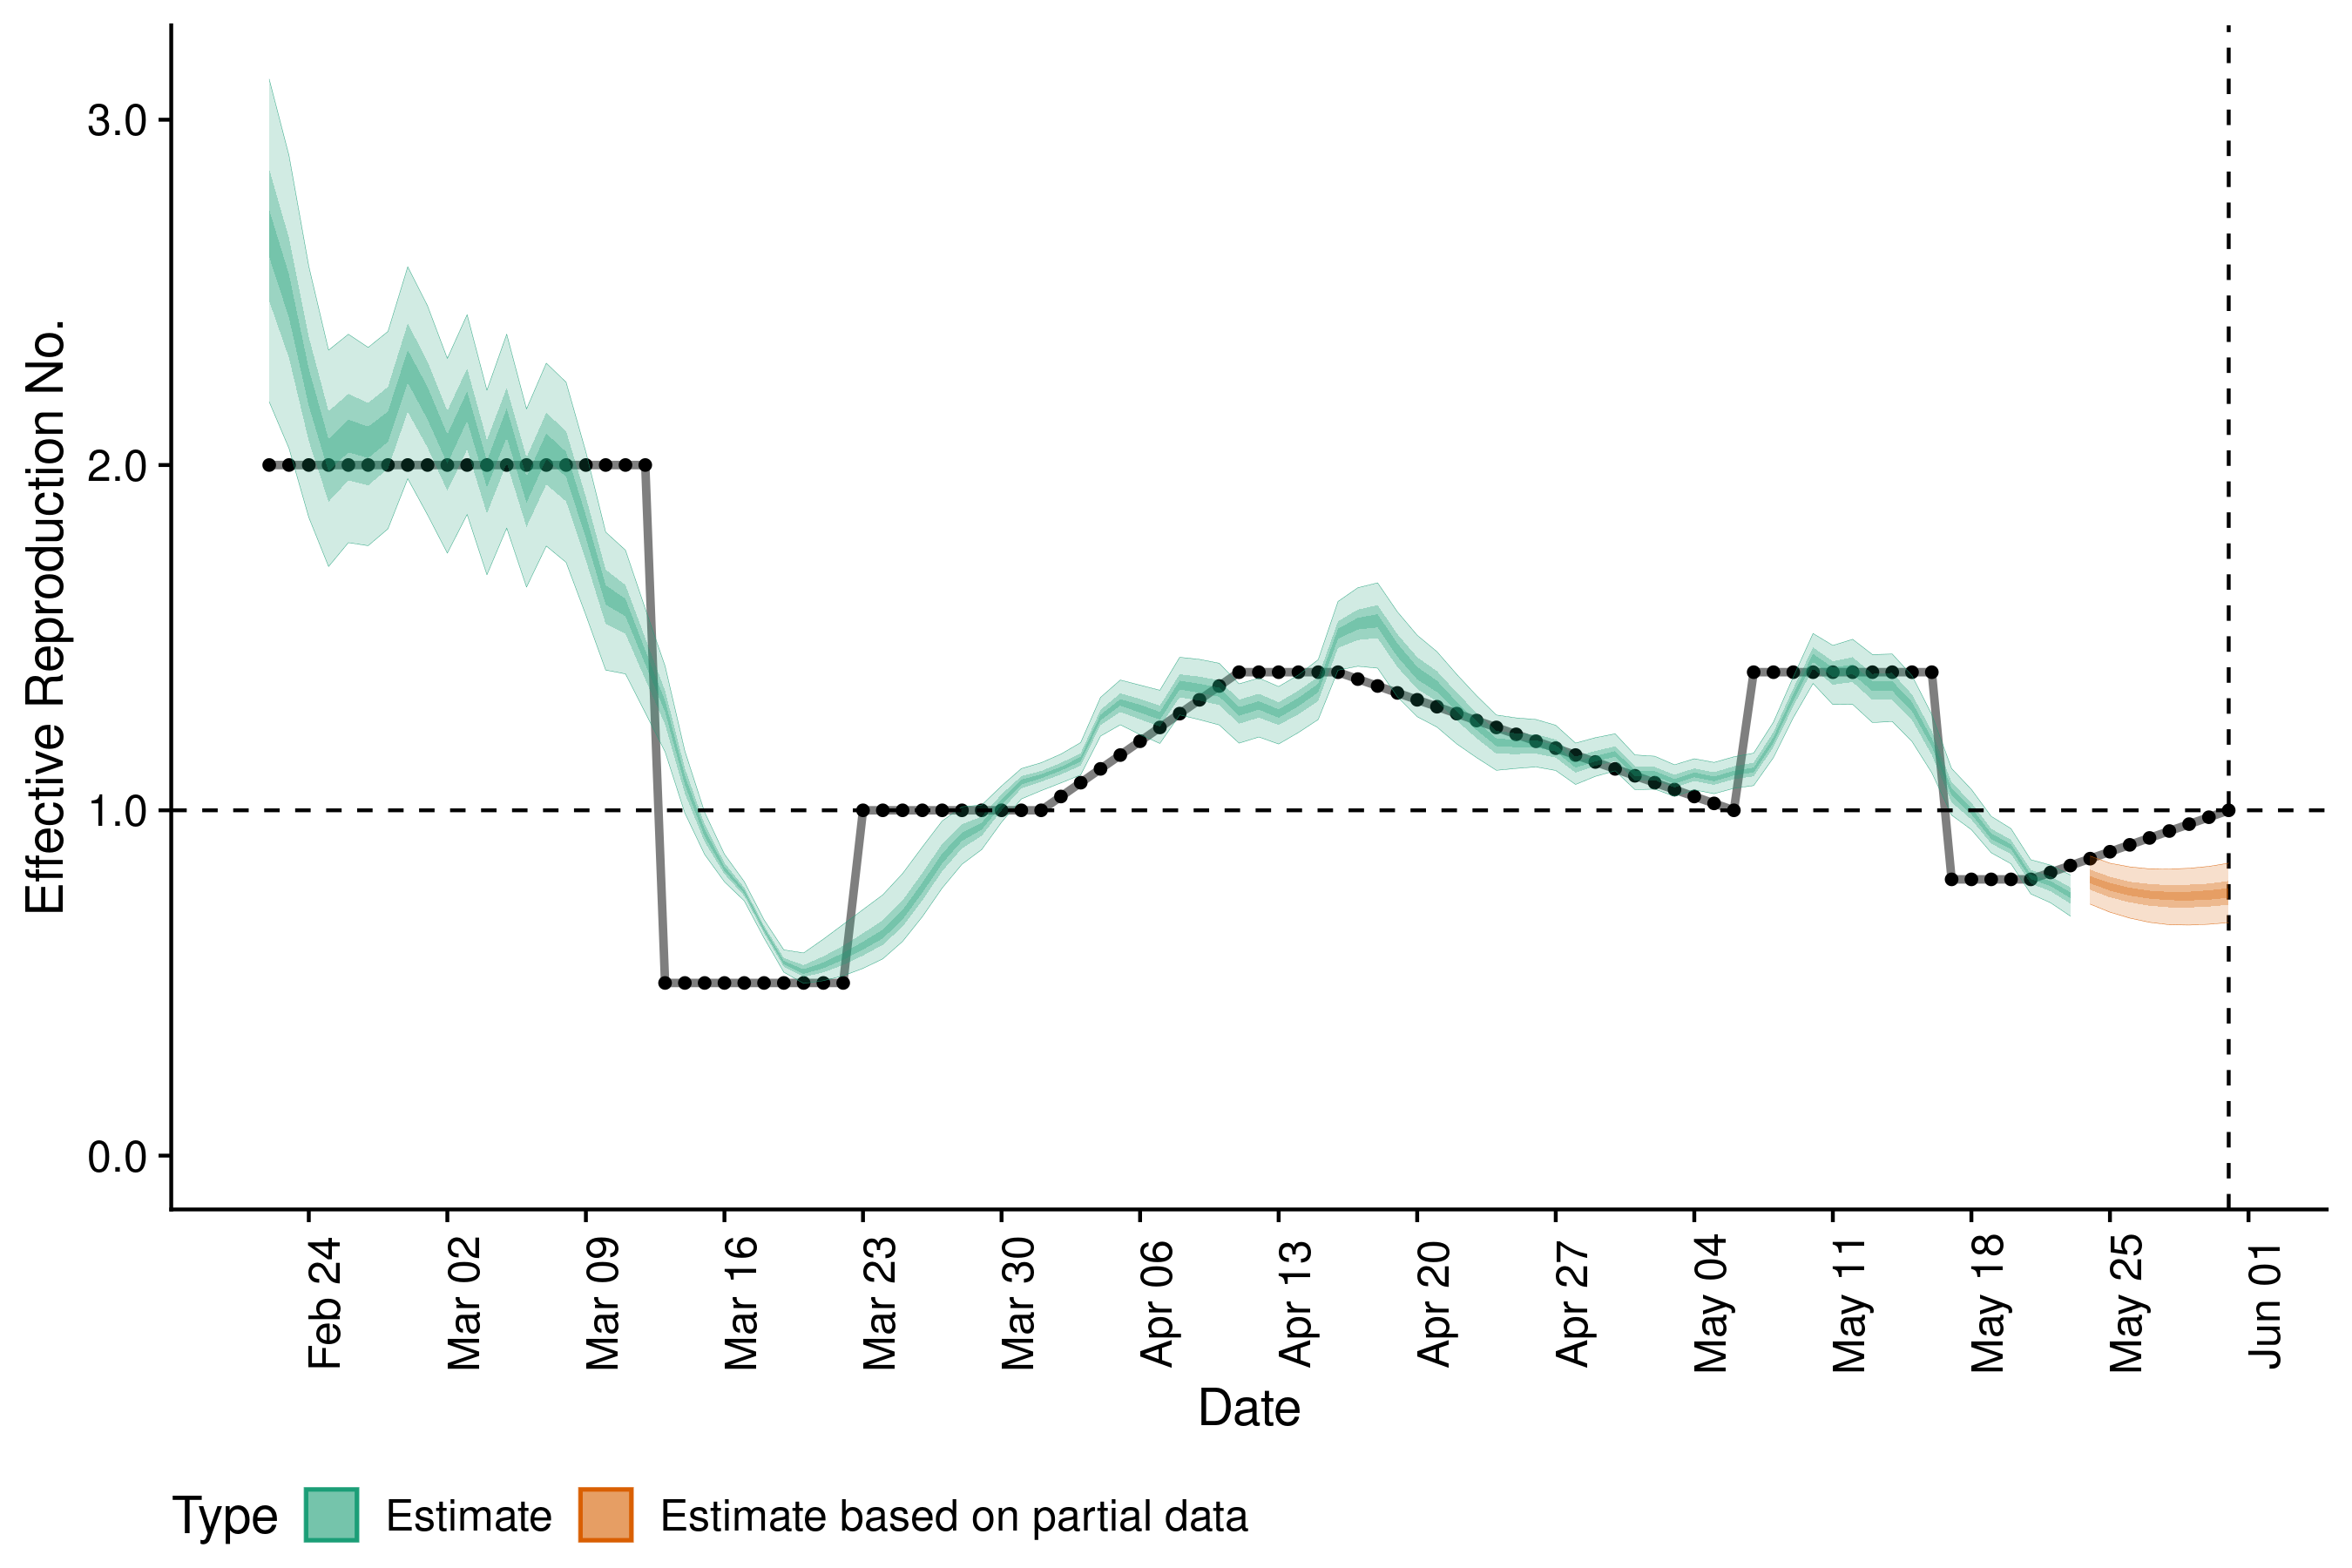 Effective Reproduction No.
3.0
2.0
1.0
0.0
Feb 24
Mar 02
Mar 09
Mar 16
Mar 23
Mar 30
Apr 06
Apr 13
Apr 20
Apr 27
May 04
May 11
May 18
May 25
Jun 01
Date
Type
Estimate
Estimate based on partial data